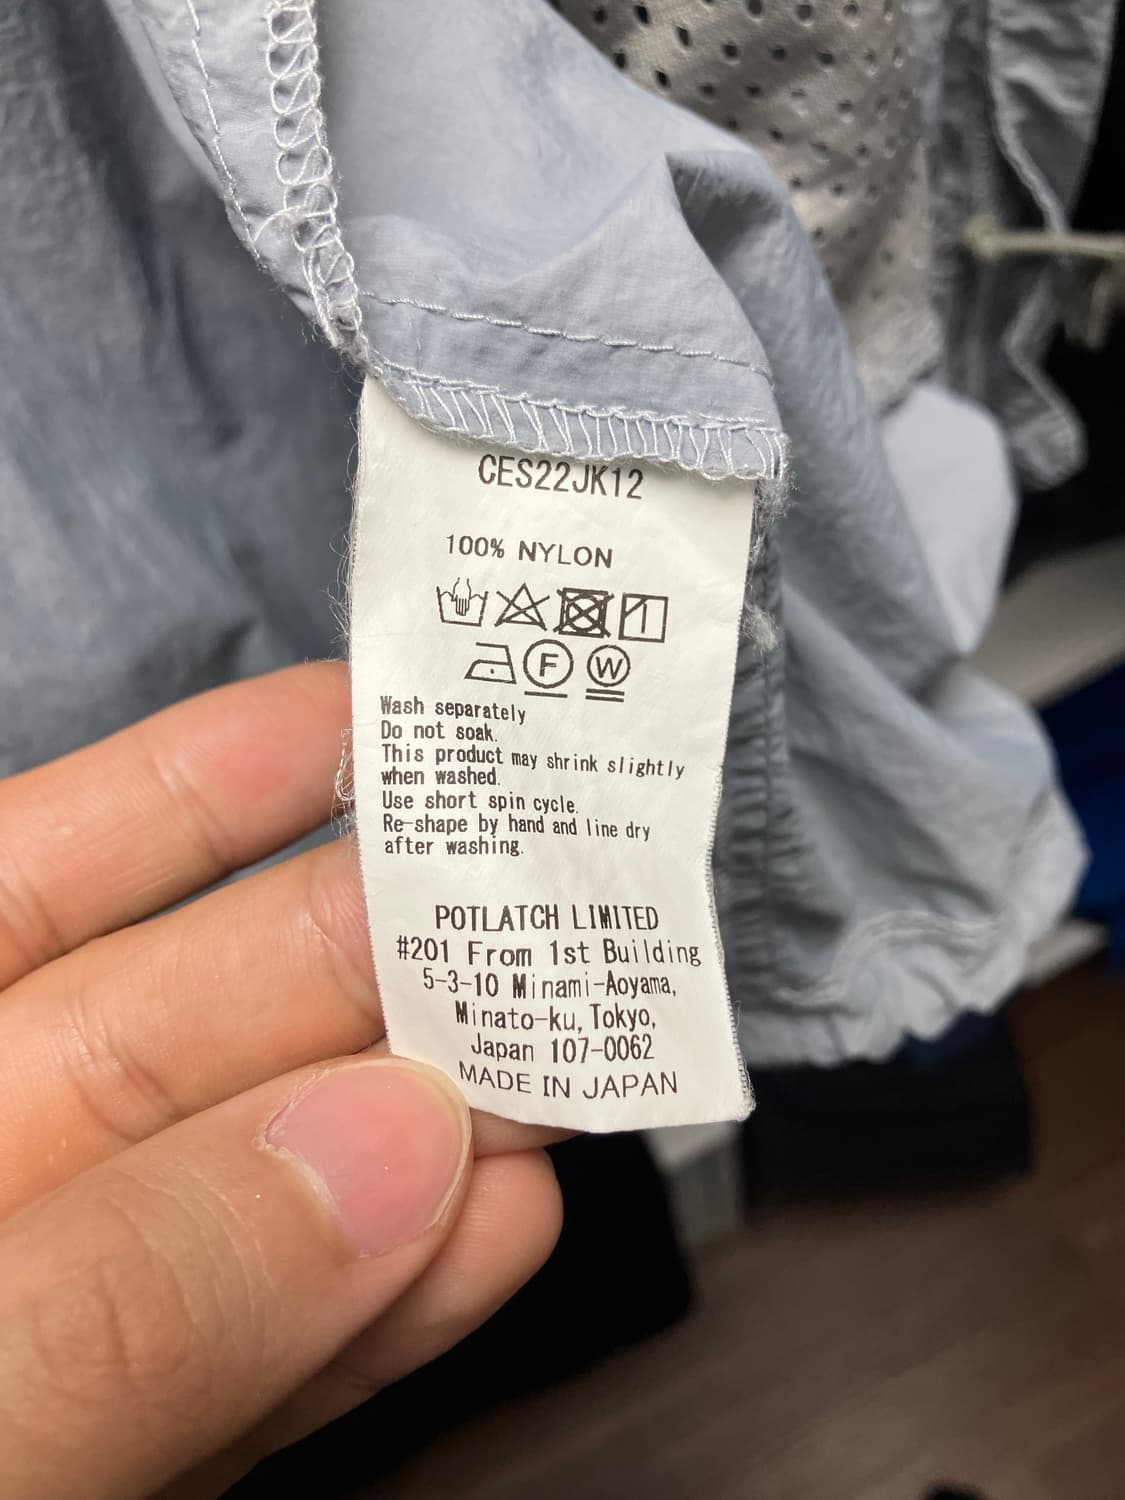 CES22JK12
100% NYLON
F W
Wash separately
Do not soak.
This product may shrink slightly
when washed.
Use short spin cycle.
Re-shape by hand and line dry
after washing.
POTLATCH LIMITED
#201 From 1st Building
5-3-10 Minami-Aoyama,
Minato-ku, Tokyo,
Japan 107-0062
MADE IN JAPAN